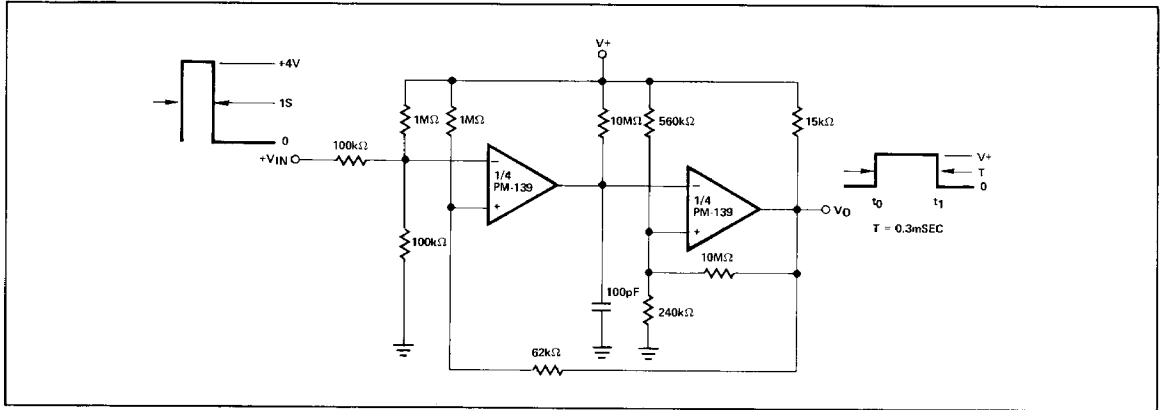 V+
+4V
1S
0
1MΩ
1MΩ
10MΩ
560kΩ
15kΩ
+VIN
100kΩ
−
1/4
PM-139
+
−
1/4
PM-139
+
VO
V+
T
0
t0
t1
T = 0.3mSEC
100kΩ
10MΩ
100pF
240kΩ
62kΩ